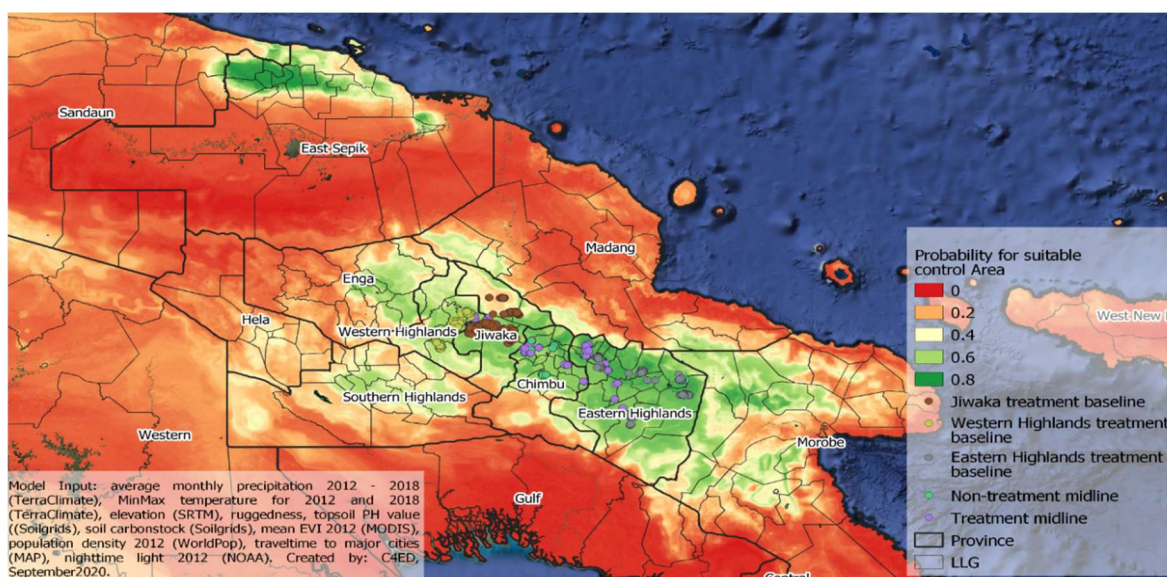 Sandaun
East Sepik
Madang
Enga
Hela
Western Highlands
Jiwaka
Chimbu
Southern Highlands
Eastern Highlands
Western
Morobe
Gulf
West New
Probability for suitable
control Area
0
0.2
0.4
0.6
0.8
Jiwaka treatment baseline
Western Highlands treatment
baseline
Eastern Highlands treatment
baseline
Non-treatment midline
Treatment midline
Province
LLG
Model Input: average monthly precipitation 2012 - 2018
(TerraClimate), MinMax temperature for 2012 and 2018
(TerraClimate), elevation (SRTM), ruggedness, topsoil PH value
((Soilgrids), soil carbonstock (Soilgrids), mean EVI 2012 (MODIS),
population density 2012 (WorldPop), traveltime to major cities
(MAP), nighttime light 2012 (NOAA). Created by: C4ED,
September2020.